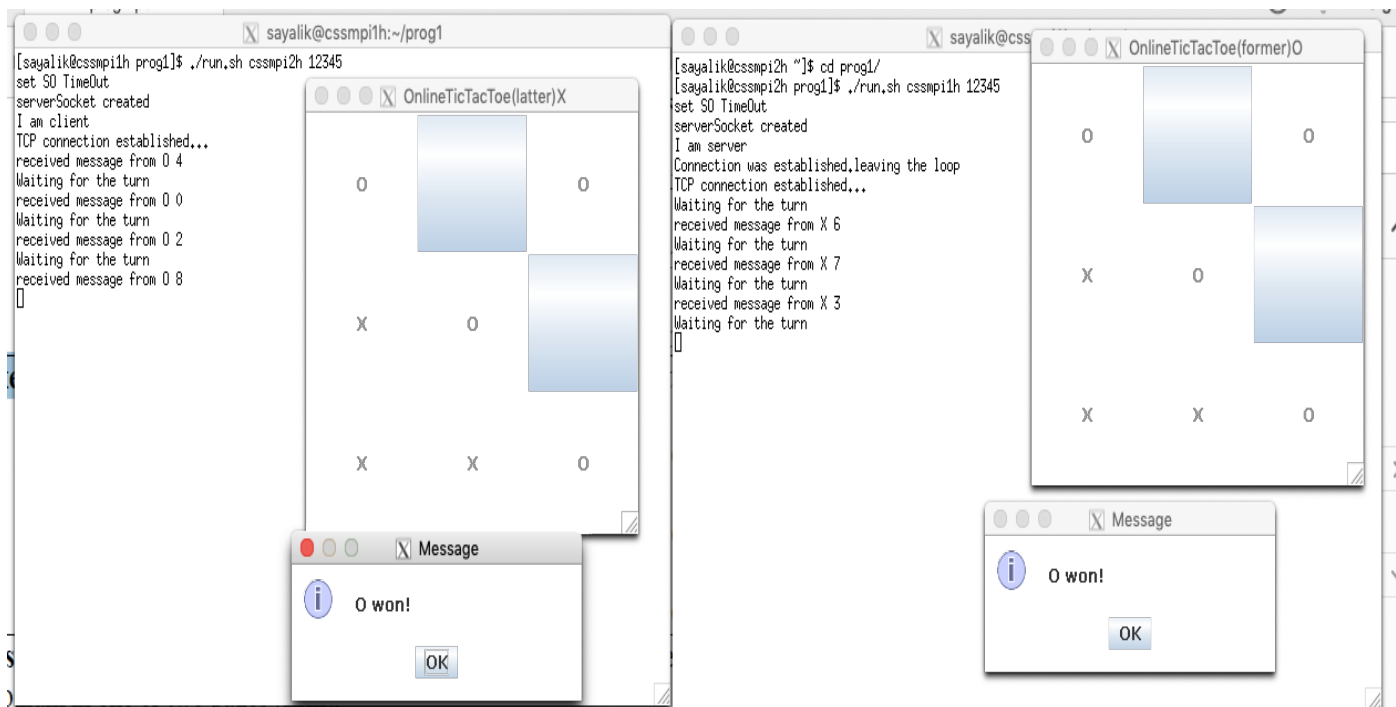 sayalik@cssmpi1h:~/prog1
[sayalik@cssmpi1h prog1]$ ./run.sh cssmpi2h 12345
set SO TimeOut
serverSocket created
I am client
TCP connection established...
received message from O 4
Waiting for the turn
received message from O 0
Waiting for the turn
received message from O 2
Waiting for the turn
received message from O 8
OnlineTicTacToe(latter)X
O O
X O
X X O
Message
O won!
OK
sayalik@css
[sayalik@cssmpi2h ~]$ cd prog1/
[sayalik@cssmpi2h prog1]$ ./run.sh cssmpi1h 12345
set SO TimeOut
serverSocket created
I am server
Connection was established,leaving the loop
TCP connection established...
Waiting for the turn
received message from X 6
Waiting for the turn
received message from X 7
Waiting for the turn
received message from X 3
Waiting for the turn
OnlineTicTacToe(former)O
O O
X O
X X O
Message
O won!
OK